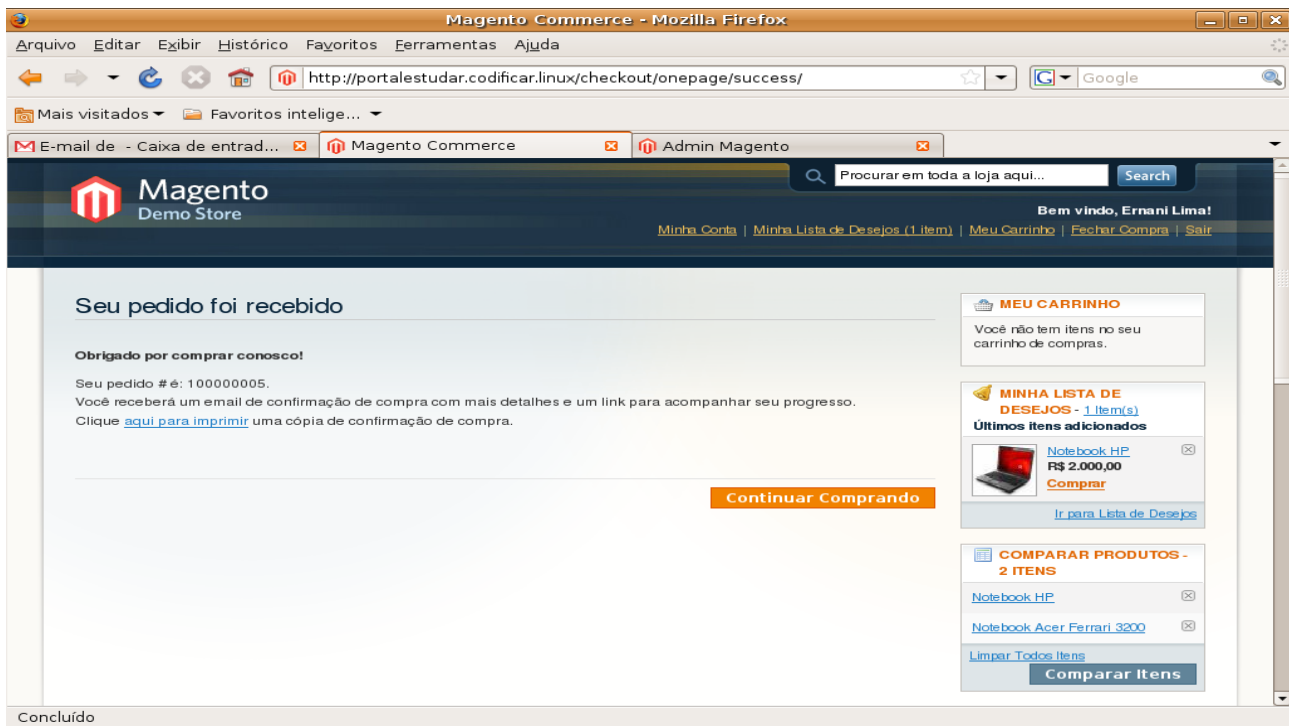 Magento Commerce - Mozilla Firefox
Arquivo Editar Exibir Histórico Favoritos Ferramentas Ajuda
http://portalestudar.codificar.linux/checkout/onepage/success/
G Google
Mais visitados Favoritos intelige...
E-mail de - Caixa de entrad... Magento Commerce Admin Magento
Magento
Demo Store
Procurar em toda a loja aqui... Search
Bem vindo, Ernani Lima!
Minha Conta | Minha Lista de Desejos (1 item) | Meu Carrinho | Fechar Compra | Sair
Seu pedido foi recebido
Obrigado por comprar conosco!
Seu pedido # é: 100000005.
Você receberá um email de confirmação de compra com mais detalhes e um link para acompanhar seu progresso.
Clique aqui para imprimir uma cópia de confirmação de compra.
Continuar Comprando
MEU CARRINHO
Você não tem itens no seu
carrinho de compras.
MINHA LISTA DE
DESEJOS - 1 Item(s)
Últimos itens adicionados
Notebook HP
R$ 2.000,00
Comprar
Ir para Lista de Desejos
COMPARAR PRODUTOS -
2 ITENS
Notebook HP
Notebook Acer Ferrari 3200
Limpar Todos Itens
Comparar Itens
Concluído